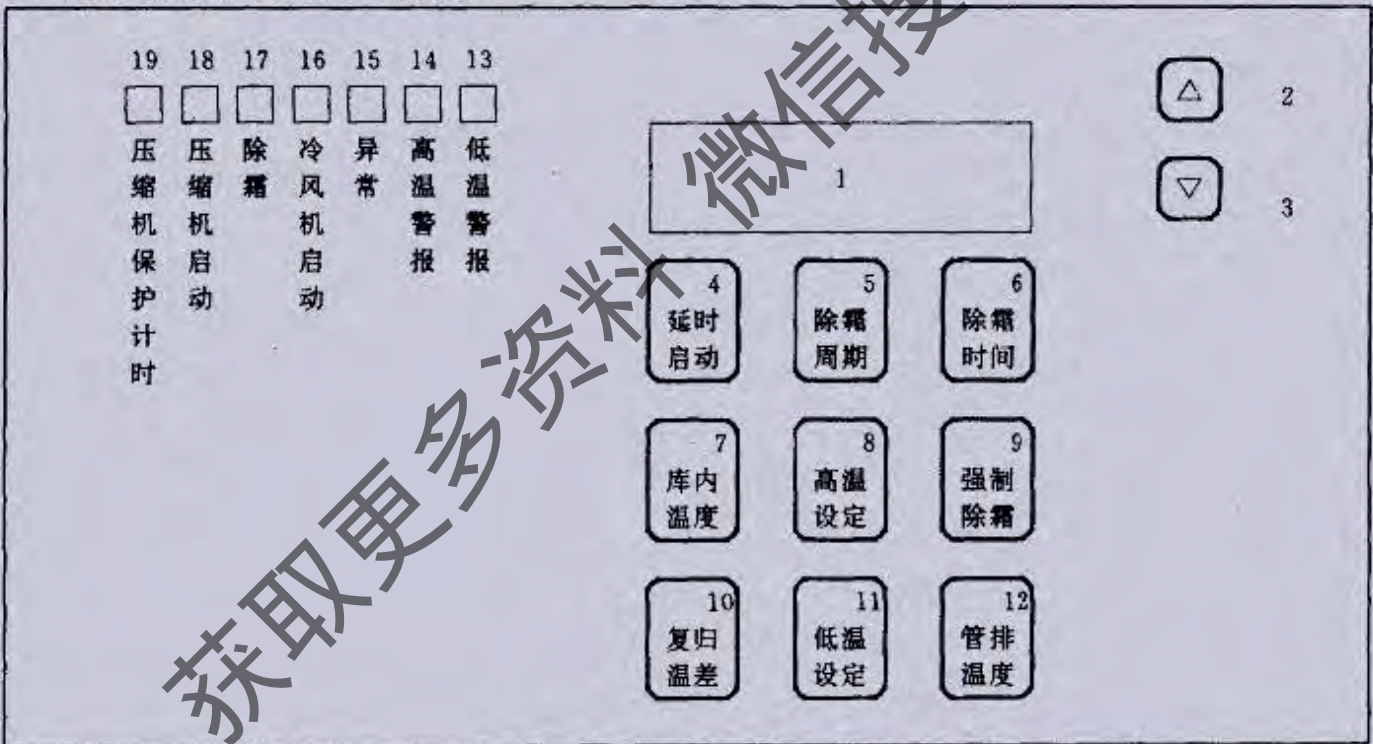 19 18 17 16 15 14 13
压缩机保护计时
压缩机启动
除霜
冷风机启动
异常
高温警报
低温警报
1
△ 2
▽ 3
4
延时
启动
5
除霜
周期
6
除霜
时间
7
库内
温度
8
高温
设定
9
强制
除霜
10
复归
温差
11
低温
设定
12
管排
温度
获取更多资料 微信搜